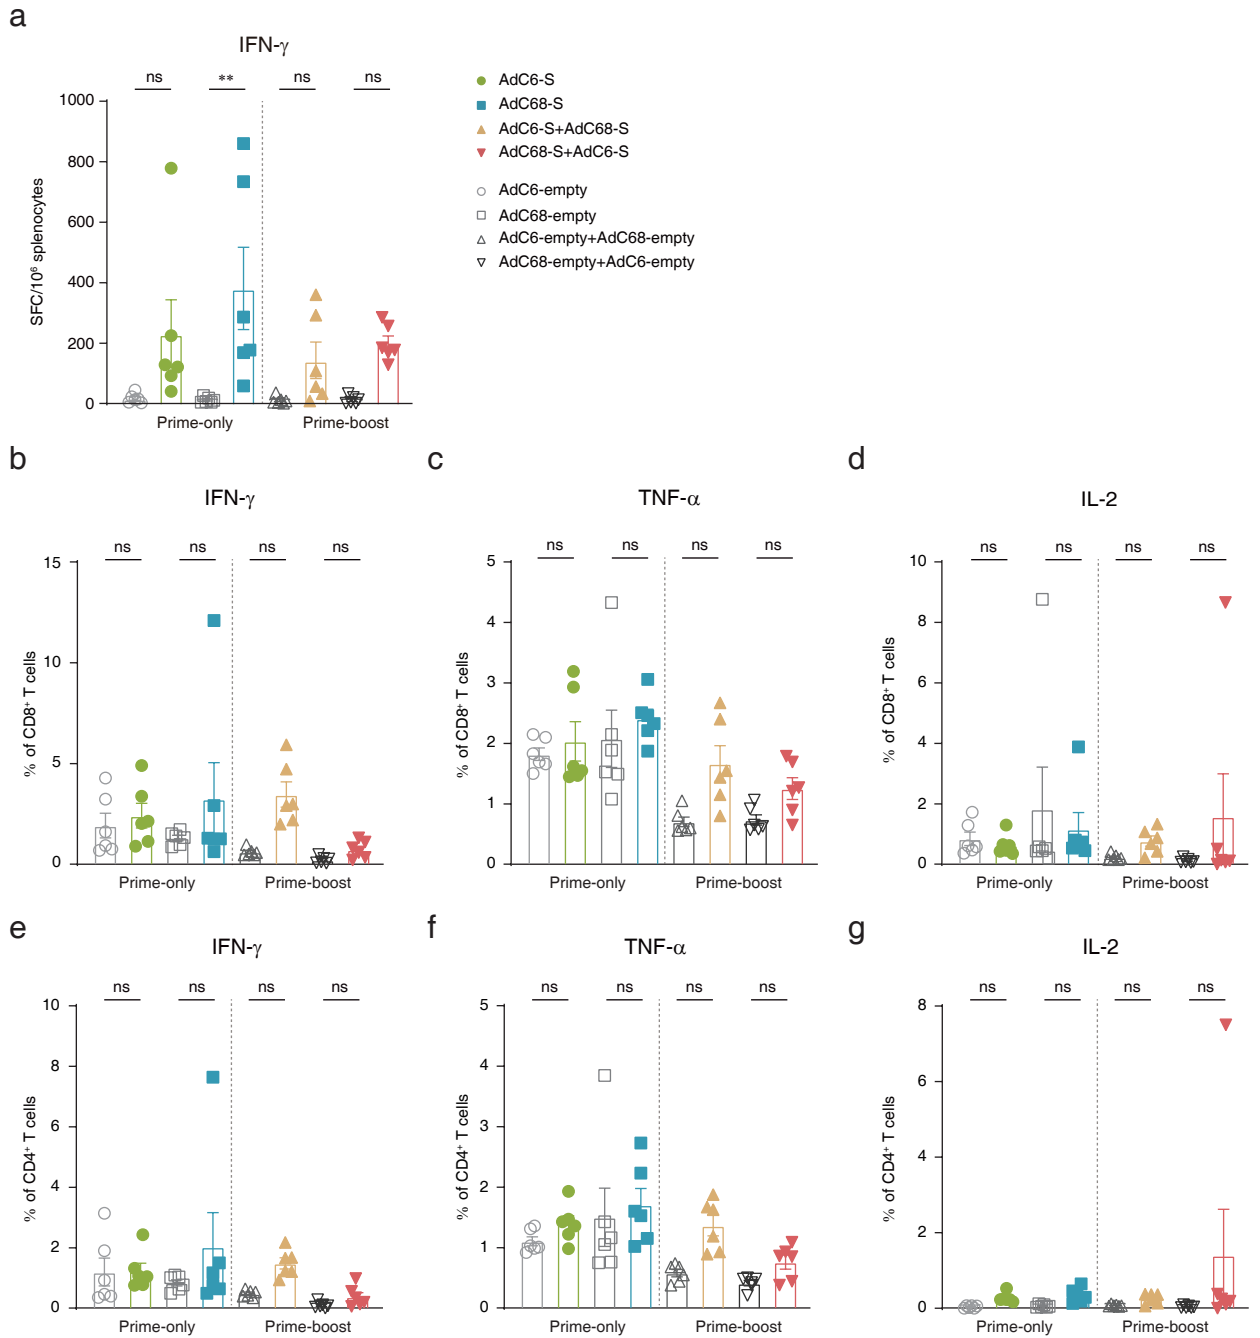 a
IFN-γ
ns ** ns ns
1000
800
600
400
200
0
SFC/10⁶ splenocytes
Prime-only Prime-boost
AdC6-S
AdC68-S
AdC6-S+AdC68-S
AdC68-S+AdC6-S
AdC6-empty
AdC68-empty
AdC6-empty+AdC68-empty
AdC68-empty+AdC6-empty
b
IFN-γ
ns ns ns ns
15
10
5
0
% of CD8⁺ T cells
Prime-only Prime-boost
c
TNF-α
ns ns ns ns
5
4
3
2
1
0
% of CD8⁺ T cells
Prime-only Prime-boost
d
IL-2
ns ns ns ns
10
8
6
4
2
0
% of CD8⁺ T cells
Prime-only Prime-boost
e
IFN-γ
ns ns ns ns
10
8
6
4
2
0
% of CD4⁺ T cells
Prime-only Prime-boost
f
TNF-α
ns ns ns ns
5
4
3
2
1
0
% of CD4⁺ T cells
Prime-only Prime-boost
g
IL-2
ns ns ns ns
8
6
4
2
0
% of CD4⁺ T cells
Prime-only Prime-boost